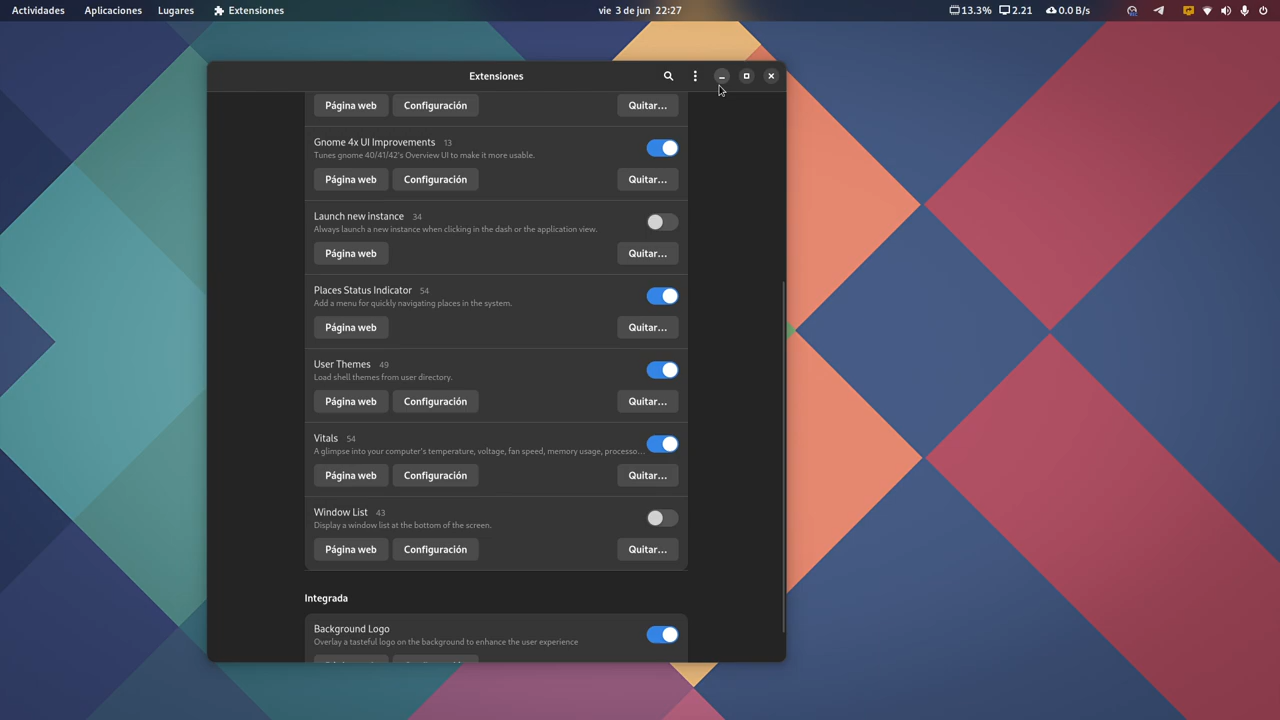 Actividades Aplicaciones Lugares Extensiones vie 3 de jun 22:27 13.3% 2.21 0.0 B/s
Extensiones
Página web Configuración Quitar…
Gnome 4x UI Improvements 13
Tunes gnome 40/41/42's Overview UI to make it more usable.
Página web Configuración Quitar…
Launch new instance 34
Always launch a new instance when clicking in the dash or the application view.
Página web Quitar…
Places Status Indicator 54
Add a menu for quickly navigating places in the system.
Página web Quitar…
User Themes 49
Load shell themes from user directory.
Página web Configuración Quitar…
Vitals 54
A glimpse into your computer's temperature, voltage, fan speed, memory usage, processo…
Página web Configuración Quitar…
Window List 43
Display a window list at the bottom of the screen.
Página web Configuración Quitar…
Integrada
Background Logo
Overlay a tasteful logo on the background to enhance the user experience